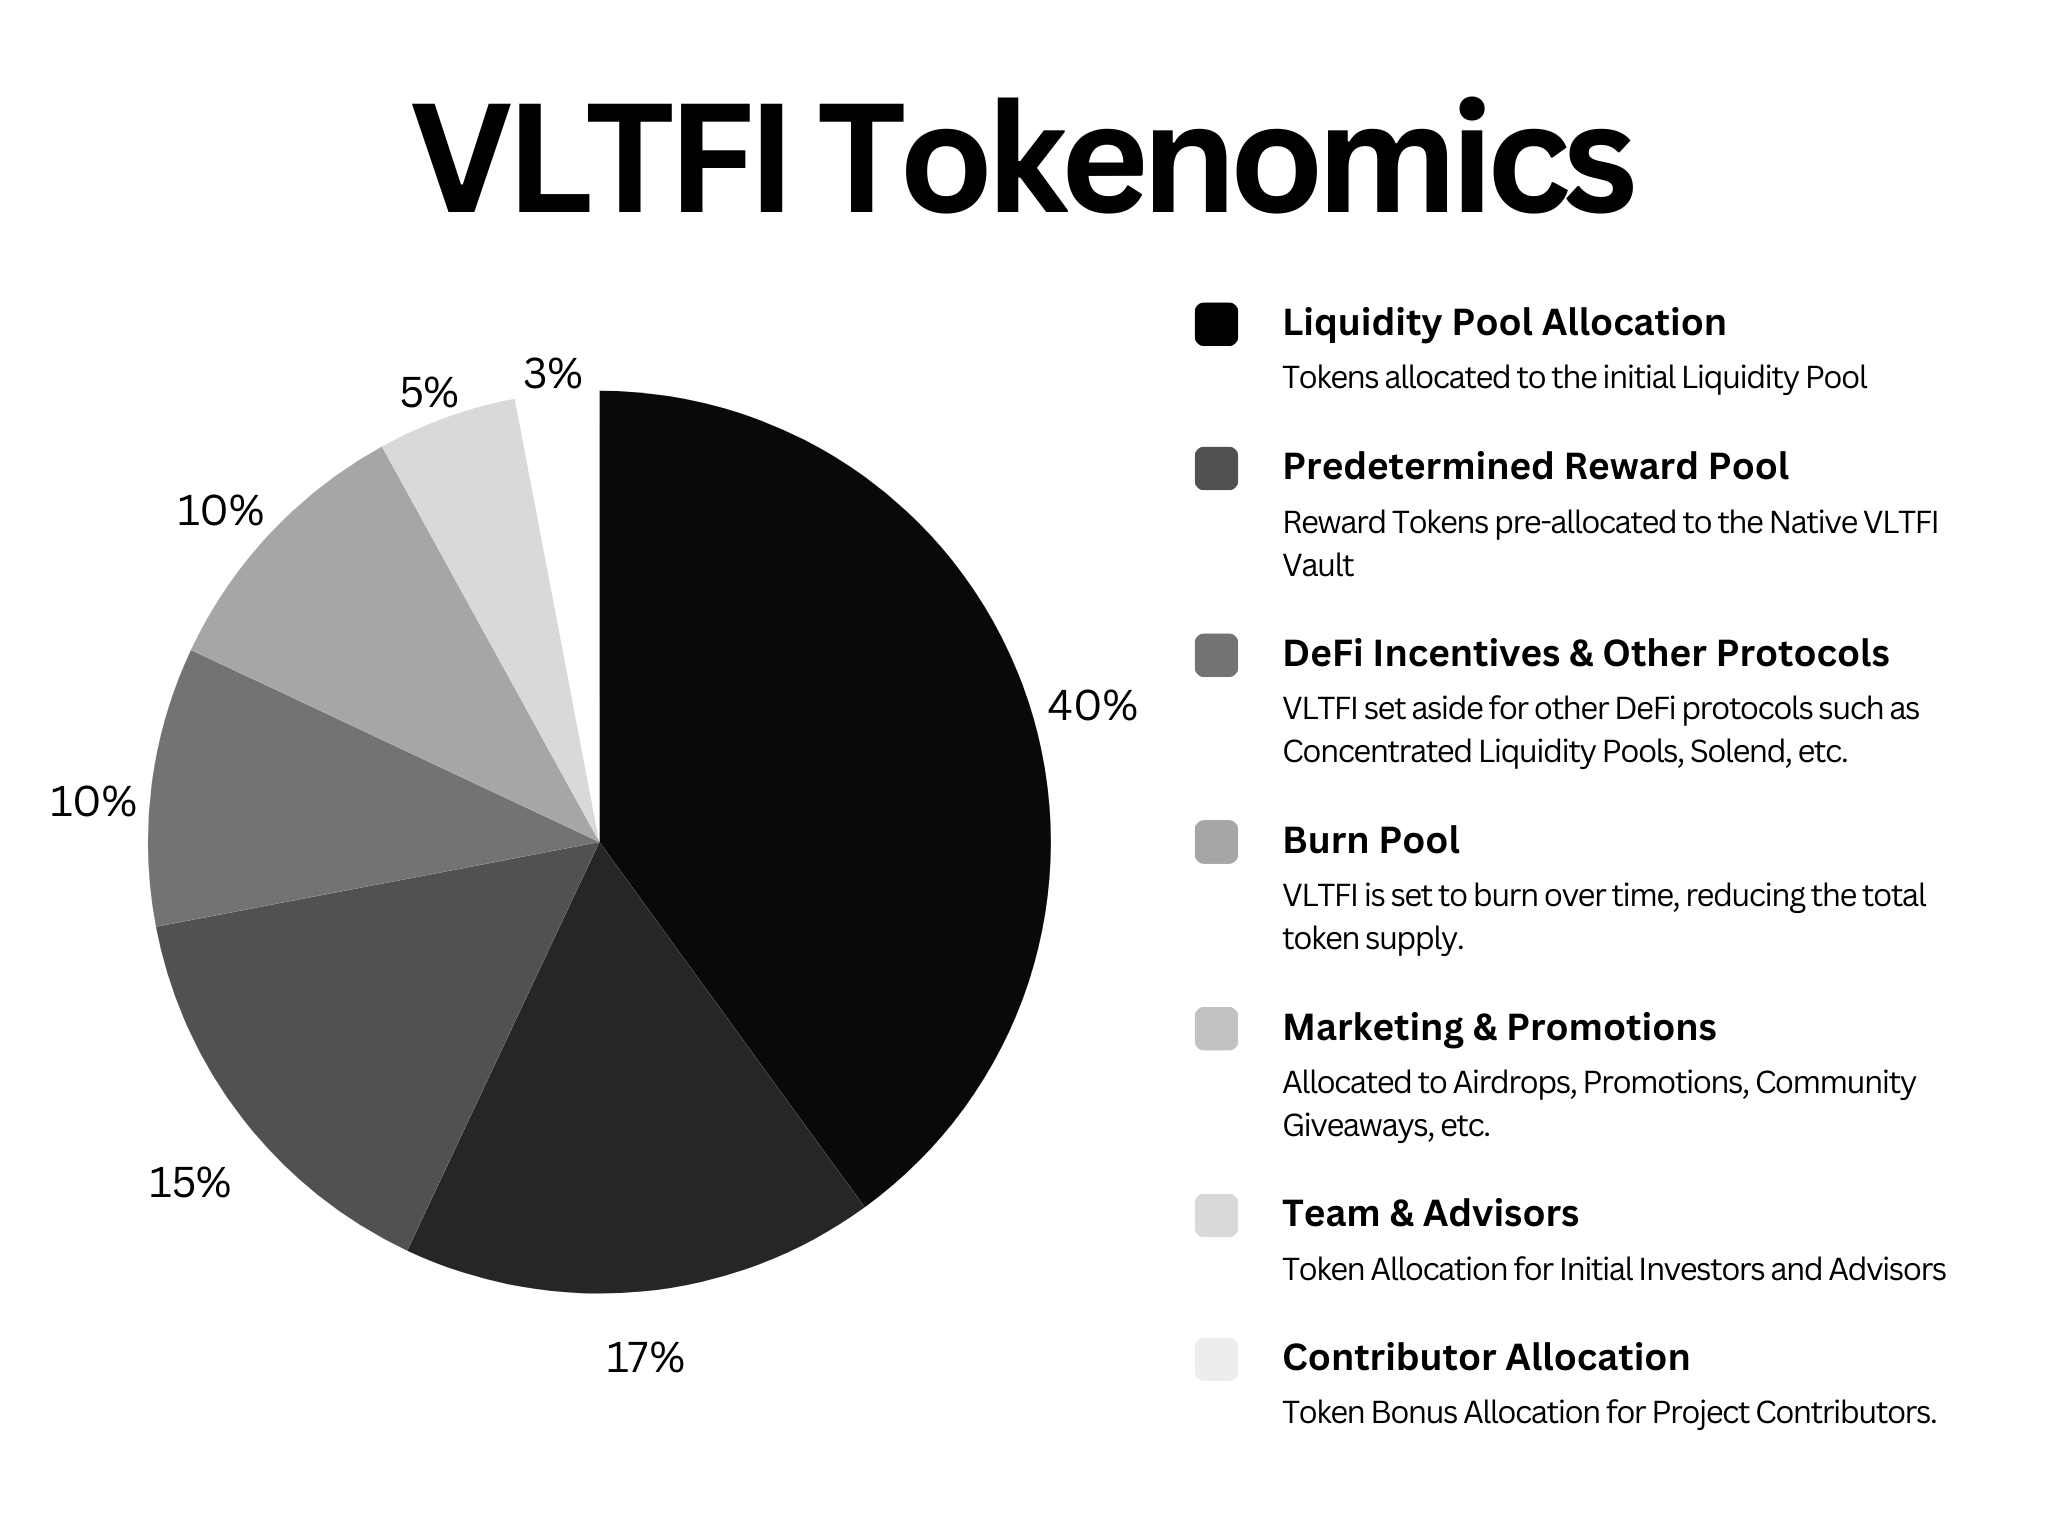 VLTFI Tokenomics
3%
5%
10%
40%
10%
15%
17%
Liquidity Pool Allocation
Tokens allocated to the initial Liquidity Pool
Predetermined Reward Pool
Reward Tokens pre-allocated to the Native VLTFI
Vault
DeFi Incentives & Other Protocols
VLTFI set aside for other DeFi protocols such as
Concentrated Liquidity Pools, Solend, etc.
Burn Pool
VLTFI is set to burn over time, reducing the total
token supply.
Marketing & Promotions
Allocated to Airdrops, Promotions, Community
Giveaways, etc.
Team & Advisors
Token Allocation for Initial Investors and Advisors
Contributor Allocation
Token Bonus Allocation for Project Contributors.